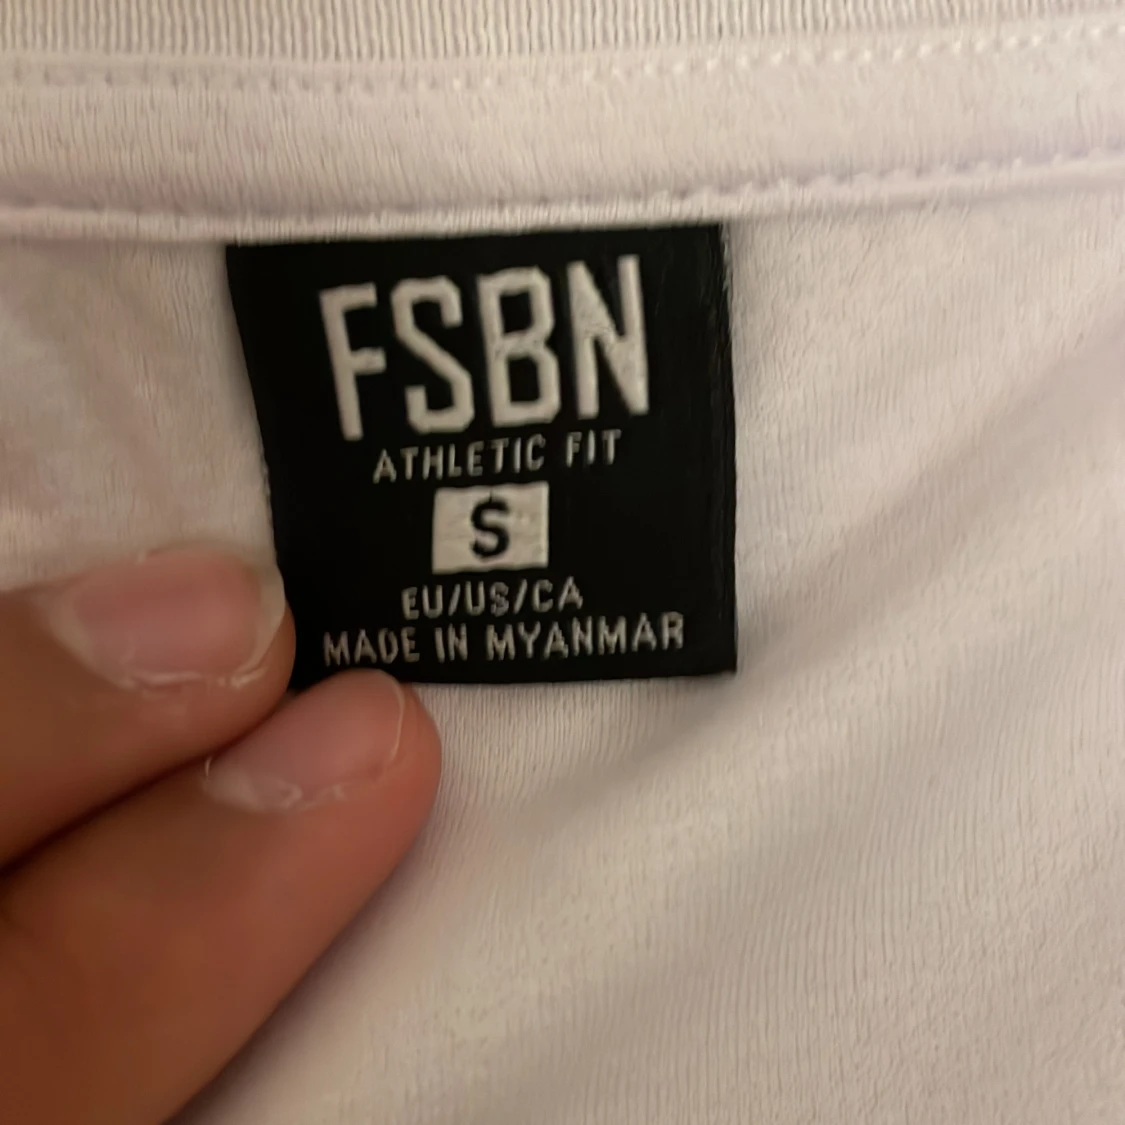 FSBN
ATHLETIC FIT
S
EU/US/CA
MADE IN MYANMAR